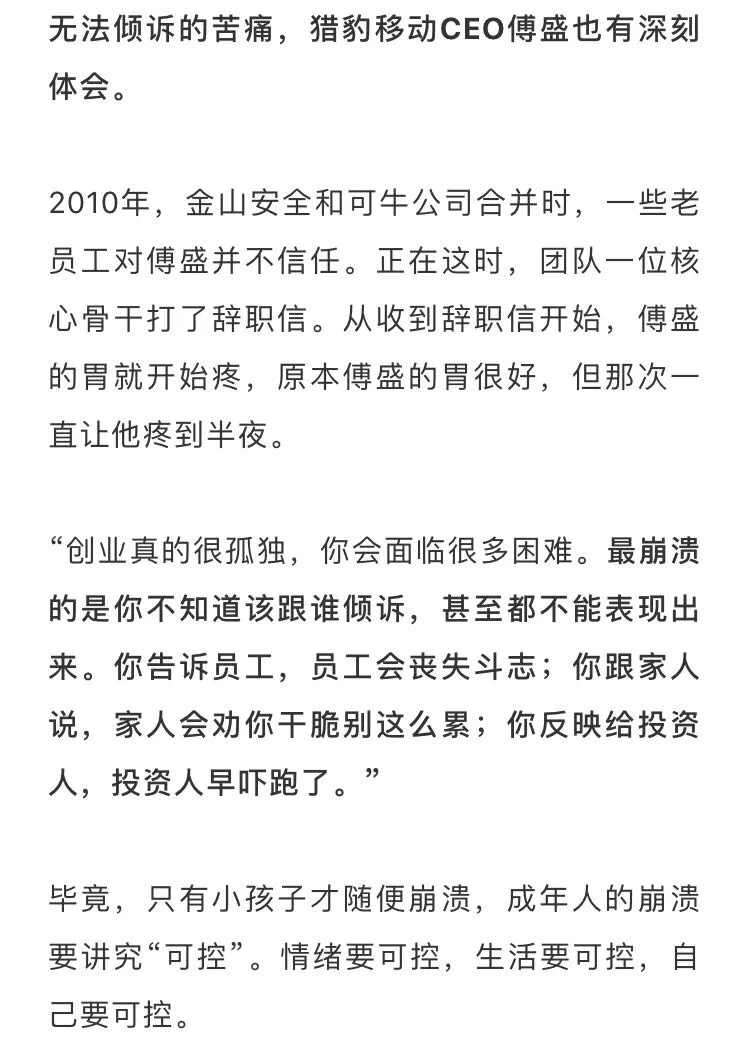 无法倾诉的苦痛，猎豹移动CEO傅盛也有深刻
体会。
2010年，金山安全和可牛公司合并时，一些老
员工对傅盛并不信任。正在这时，团队一位核
心骨干打了辞职信。从收到辞职信开始，傅盛
的胃就开始疼，原本傅盛的胃很好，但那次一
直让他疼到半夜。
“创业真的很孤独，你会面临很多困难。最崩溃
的是你不知道该跟谁倾诉，甚至都不能表现出
来。你告诉员工，员工会丧失斗志；你跟家人
说，家人会劝你干脆别这么累；你反映给投资
人，投资人早吓跑了。”
毕竟，只有小孩子才随便崩溃，成年人的崩溃
要讲究“可控”。情绪要可控，生活要可控，自
己要可控。